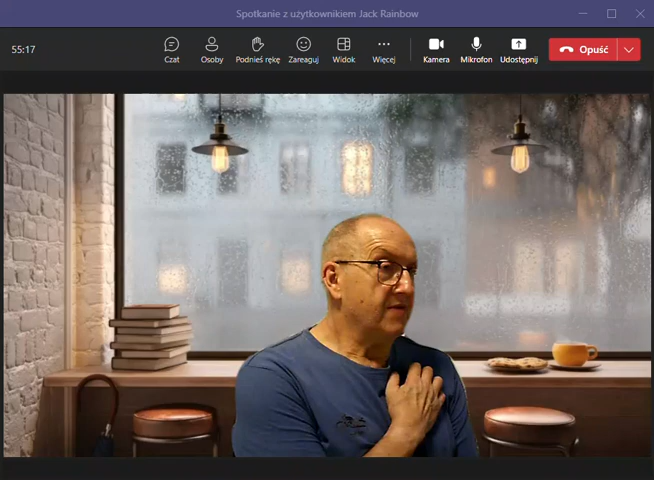 Spotkanie z użytkownikiem Jack Rainbow
55:17
Czat
Osoby
Podnieś rękę
Zareaguj
Widok
Więcej
Kamera
Mikrofon
Udostępnij
Opuść